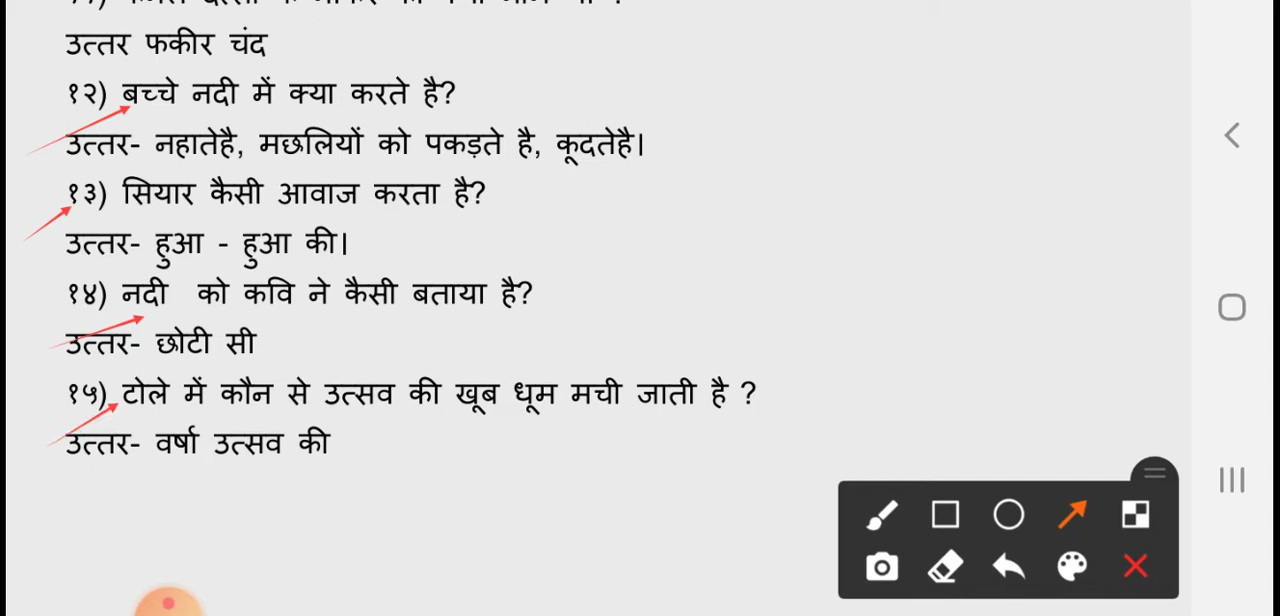 उत्तर फकीर चंद
१२) बच्चे नदी में क्या करते है?
उत्तर- नहातेहै, मछलियों को पकड़ते है, कूदतेहै।
१३) सियार कैसी आवाज करता है?
उत्तर- हुआ - हुआ की।
१४) नदी को कवि ने कैसी बताया है?
उत्तर- छोटी सी
१५) टोले में कौन से उत्सव की खूब धूम मची जाती है ?
उत्तर- वर्षा उत्सव की